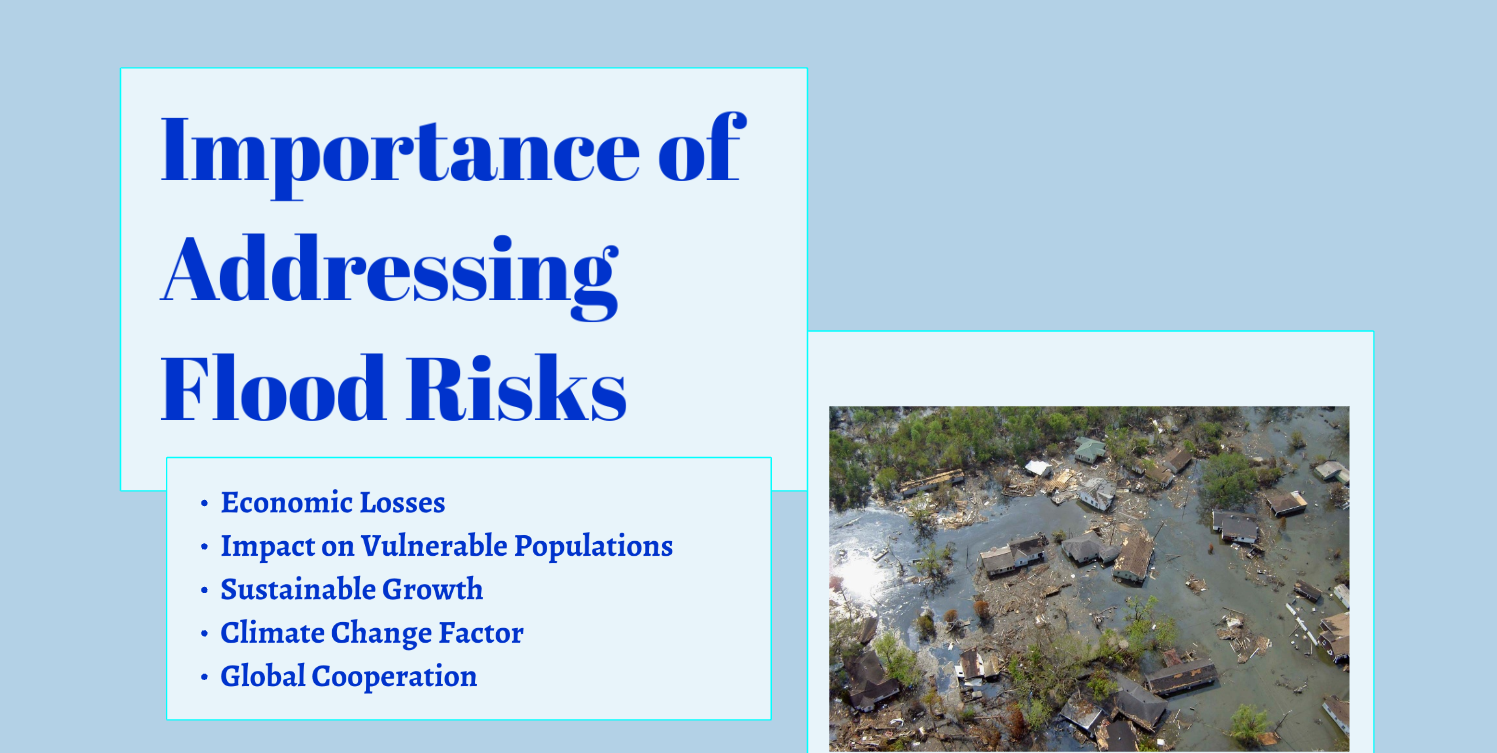 Importance of
Addressing
Flood Risks
• Economic Losses
• Impact on Vulnerable Populations
• Sustainable Growth
• Climate Change Factor
• Global Cooperation